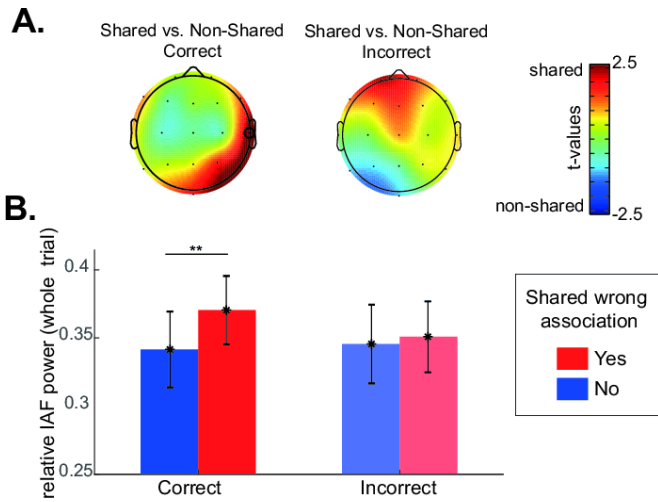 A.
Shared vs. Non-Shared
Correct
Shared vs. Non-Shared
Incorrect
shared
2.5
t-values
non-shared
-2.5
B.
relative IAF power (whole trial)
0.4
0.35
0.3
0.25
**
Correct
Incorrect
Shared wrong
association
Yes
No